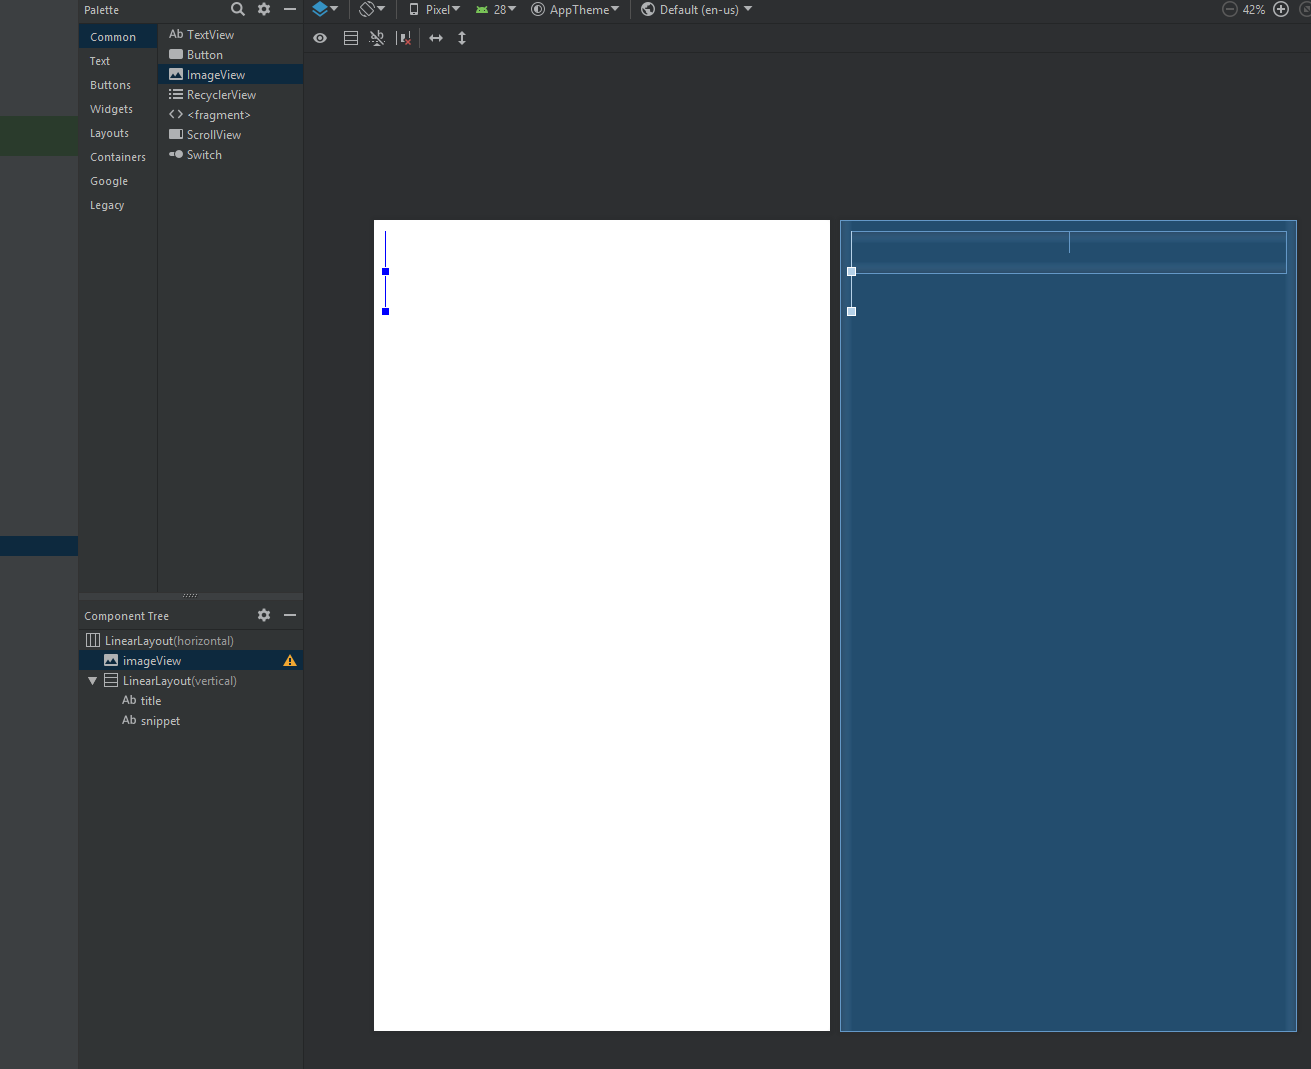 Palette
Pixel
28
AppTheme
Default (en-us)
42%
Common
Text
Buttons
Widgets
Layouts
Containers
Google
Legacy
Ab TextView
Button
ImageView
RecyclerView
<> <fragment>
ScrollView
Switch
Component Tree
LinearLayout(horizontal)
imageView
LinearLayout(vertical)
Ab title
Ab snippet